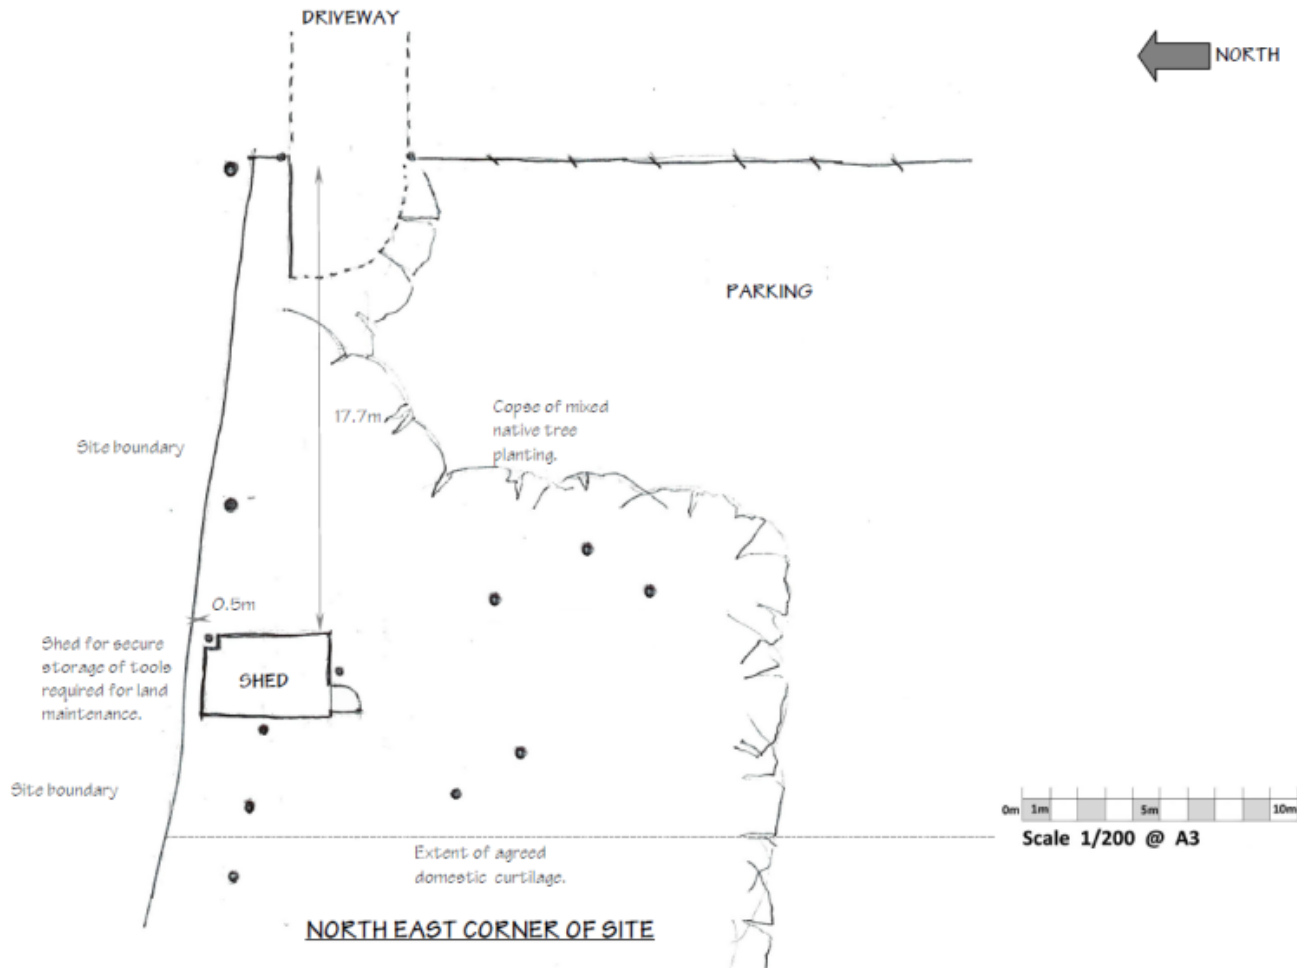 DRIVEWAY
NORTH
PARKING
17.7m
Copse of mixed
native tree
planting.
Site boundary
0.5m
Shed for secure
storage of tools
required for land
maintenance.
SHED
Site boundary
0m 1m 5m 10m
Scale 1/200 @ A3
Extent of agreed
domestic curtilage.
NORTH EAST CORNER OF SITE